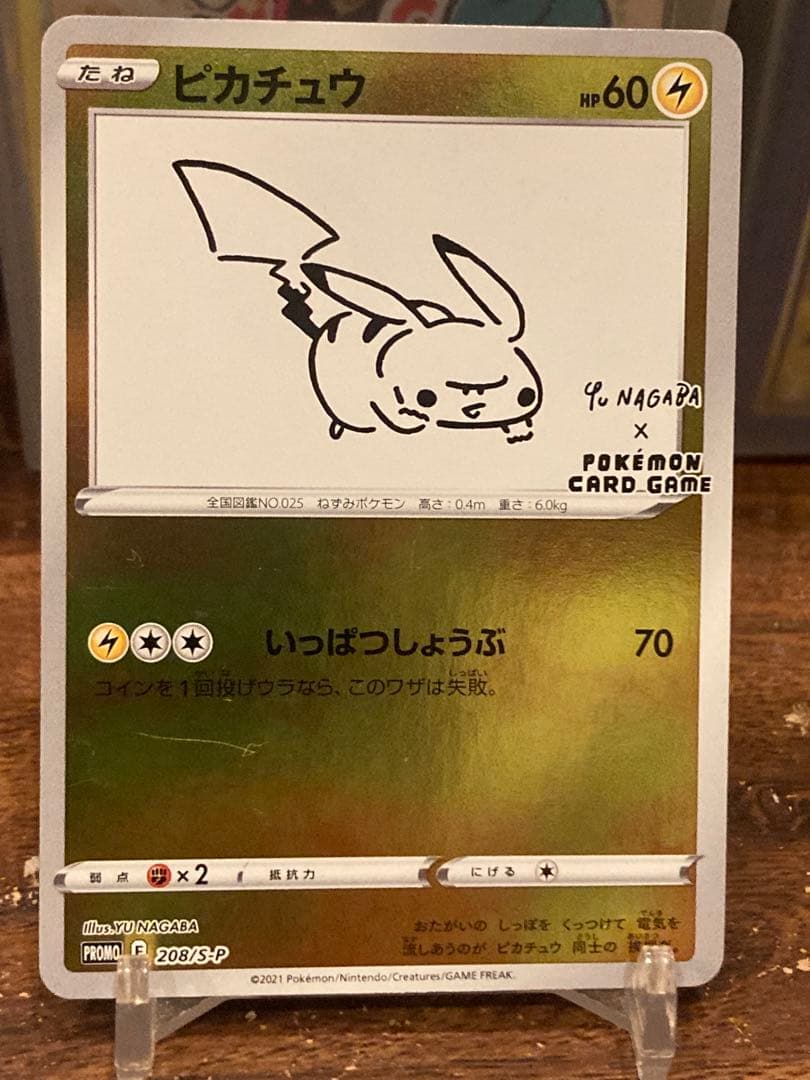 たね ピカチュウ HP60
Yu NAGABA
×
POKÉMON
CARD GAME
全国図鑑NO.025 ねずみポケモン 高さ:0.4m 重さ:6.0kg
いっぱつしょうぶ 70
コインを1回投げウラなら、このワザは失敗。
弱点 ×2 抵抗力 にげる
Illus.YU NAGABA
PROMO E 208/S-P
おたがいの しっぽを くっつけて 電気を
流しあうのが ピカチュウ 同士の
©2021 Pokémon/Nintendo/Creatures/GAME FREAK.